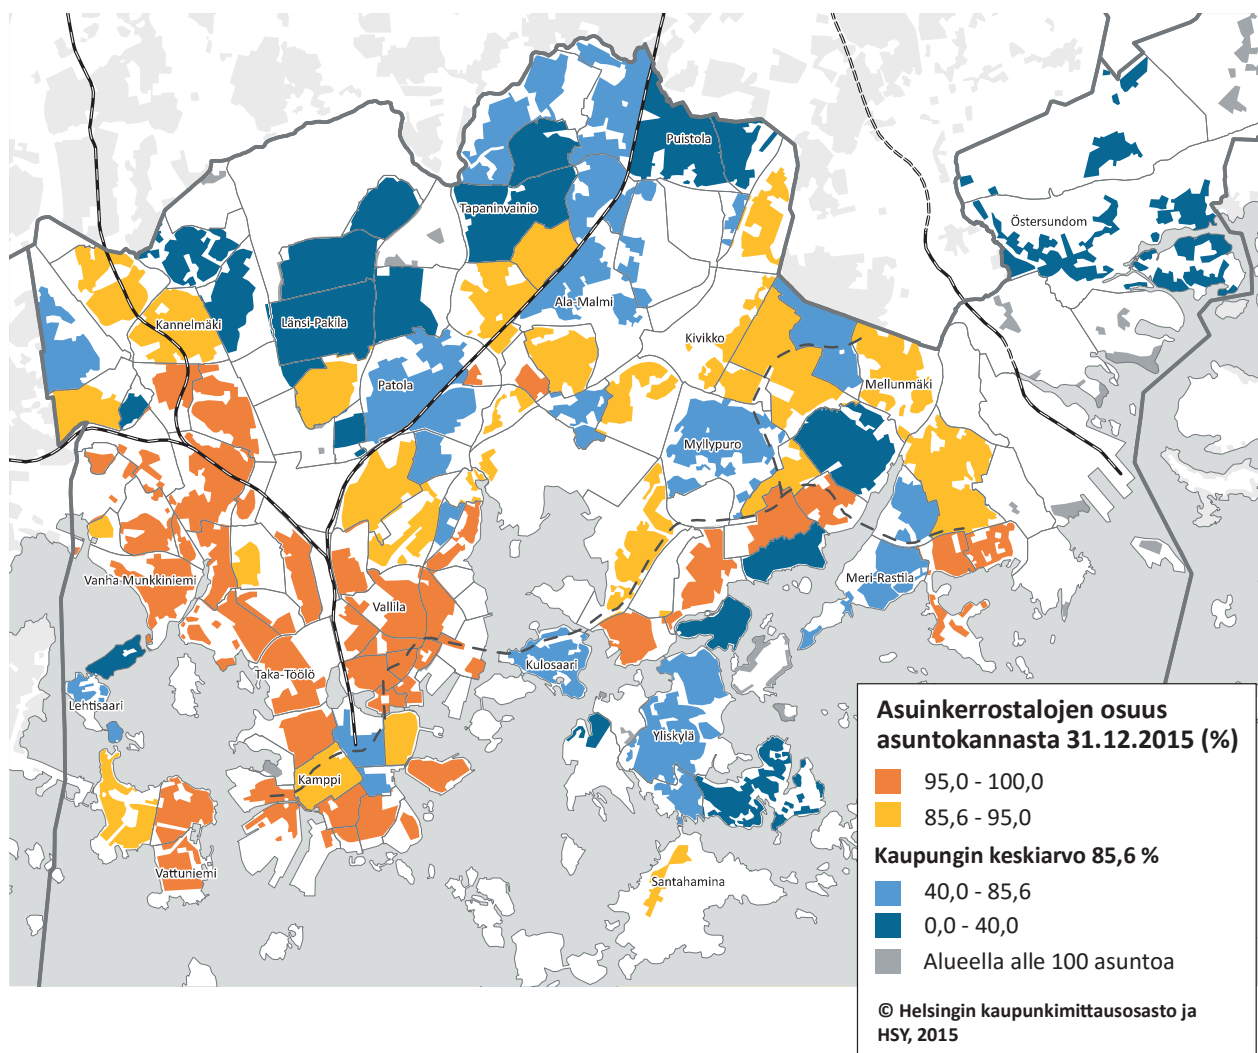 Puistola
Tapaninvainio
Östersundom
Ala-Malmi
Kannelmäki
Länsi-Pakila
Kivikko
Patola
Mellunmäki
Myllypuro
Vanha-Munkkiniemi
Meri-Rastila
Vallila
Kulosaari
Taka-Töölö
Lehtisaari
Yliskylä
Kamppi
Vattuniemi
Santahamina
Asuinkerrostalojen osuus
asuntokannasta 31.12.2015 (%)
95,0 - 100,0
85,6 - 95,0
Kaupungin keskiarvo 85,6 %
40,0 - 85,6
0,0 - 40,0
Alueella alle 100 asuntoa
© Helsingin kaupunkimittausosasto ja
HSY, 2015